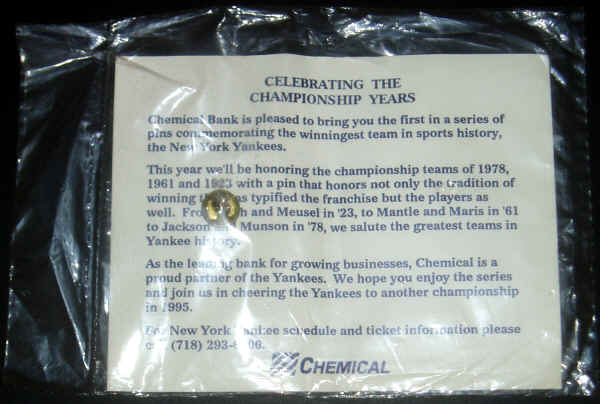 CELEBRATING THE
CHAMPIONSHIP YEARS
Chemical Bank is pleased to bring you the first in a series of
pins commemorating the winningest team in sports history,
the New York Yankees.
This year we'll be honoring the championship teams of 1978,
1961 and 1923 with a pin that honors not only the tradition of
winning typified the franchise but the players as
well. and Meusel in '23, to Mantle and Maris in '61
to Jackson and Munson in '78, we salute the greatest teams in
Yankee history.
As the leading bank for growing businesses, Chemical is a
proud partner of the Yankees. We hope you enjoy the series
and join us in cheering the Yankees to another championship
in 1995.
For New York Yankee schedule and ticket information please
(718)
CHEMICAL